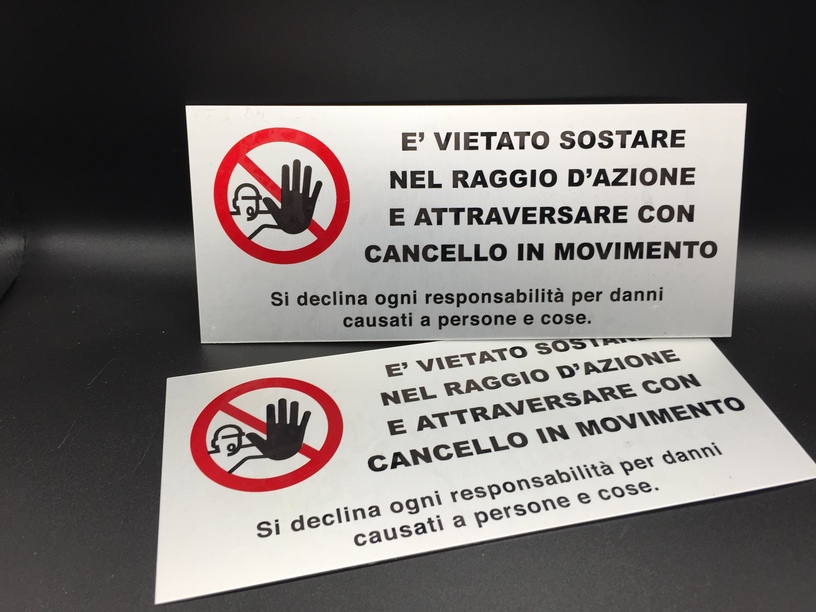 E' VIETATO SOSTARE
NEL RAGGIO D'AZIONE
E ATTRAVERSARE CON
CANCELLO IN MOVIMENTO
Si declina ogni responsabilità per danni
causati a persone e cose.
E' VIETATO SOSTARE
NEL RAGGIO D'AZIONE
E ATTRAVERSARE CON
CANCELLO IN MOVIMENTO
Si declina ogni responsabilità per danni
causati a persone e cose.